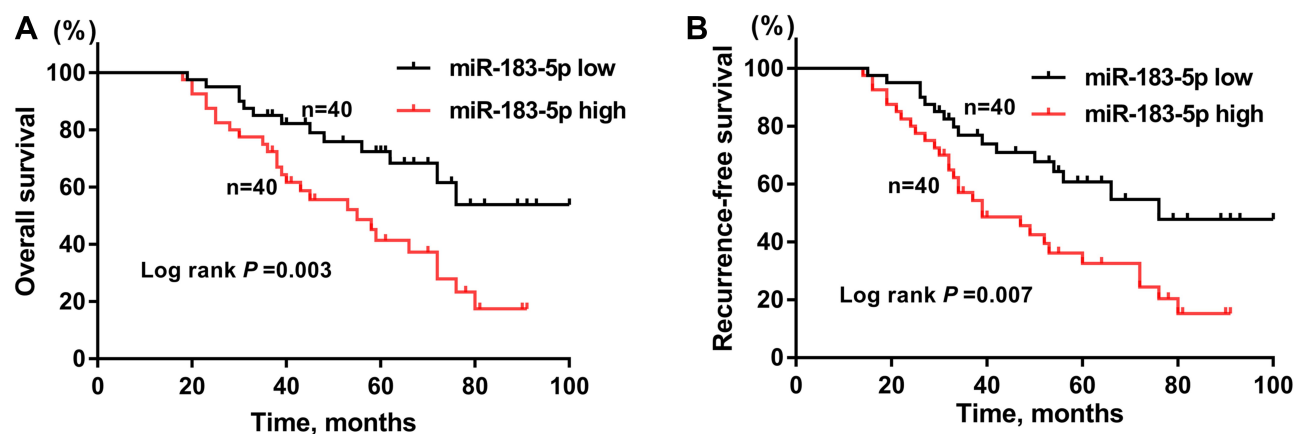 A (%)
Overall survival
100
80
60
40
20
0
0 20 40 60 80 100
Time, months
miR-183-5p low
miR-183-5p high
n=40
n=40
Log rank P =0.003
B (%)
Recurrence-free survival
100
80
60
40
20
0
0 20 40 60 80 100
Time, months
miR-183-5p low
miR-183-5p high
n=40
n=40
Log rank P =0.007